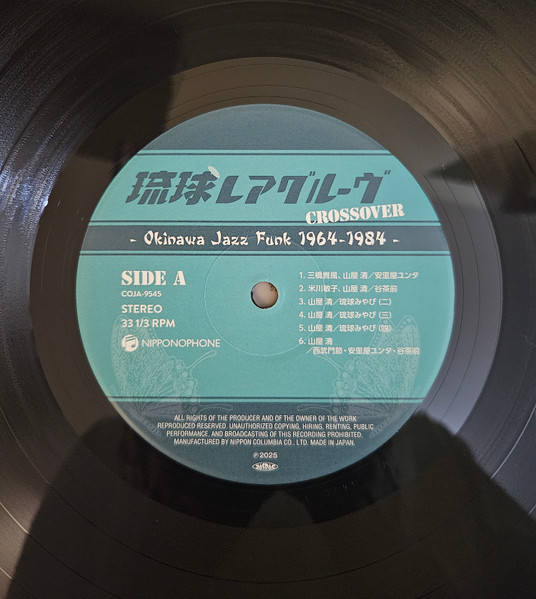 琉球レアグルーヴ
CROSSOVER
- Okinawa Jazz Funk 1964-1984 -
SIDE A
COJA-9545
STEREO
33 1/3 RPM
NIPPONOPHONE
1. 三橋貴風、山屋 清／安里屋ユンタ
2. 米川敏子、山屋 清／谷茶前
3. 山屋 清／琉球みやび (二)
4. 山屋 清／琉球みやび (三)
5. 山屋 清／琉球みやび (四)
6. 山屋 清
／西武門節・安里屋ユンタ・谷茶前
ALL RIGHTS OF THE PRODUCER AND OF THE OWNER OF THE WORK
REPRODUCED RESERVED. UNAUTHORIZED COPYING, HIRING, RENTING, PUBLIC
PERFORMANCE, AND BROADCASTING OF THIS RECORDING PROHIBITED.
MANUFACTURED BY NIPPON COLUMBIA CO., LTD. MADE IN JAPAN.
℗2025